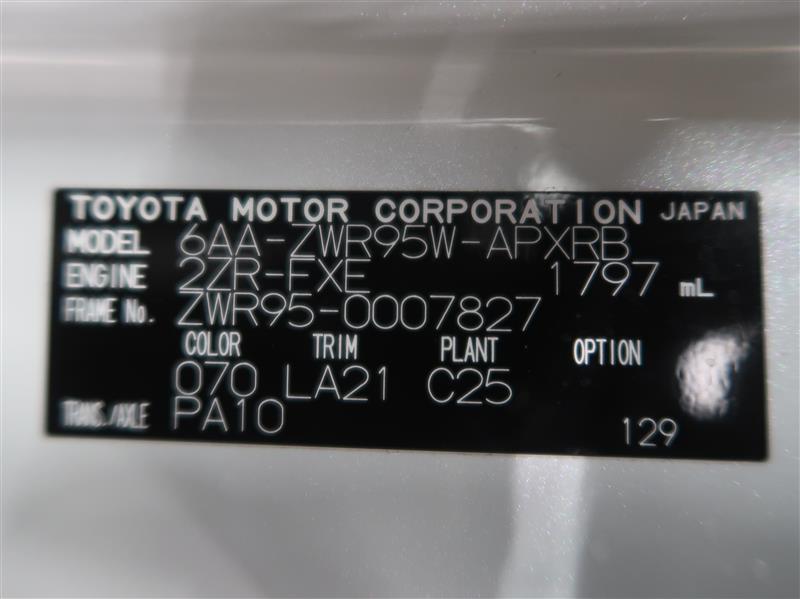 TOYOTA MOTOR CORPORATION JAPAN
MODEL 6AA-ZWR95W-APXRB
ENGINE 2ZR-FXE 1797 mL
FRAME No. ZWR95-0007827
COLOR TRIM PLANT OPTION
070 LA21 C25
TRANS./AXLE PA10 129